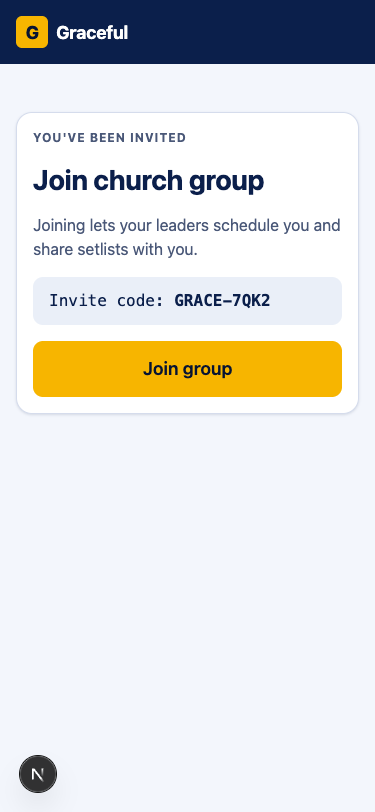 G Graceful
YOU'VE BEEN INVITED
Join church group
Joining lets your leaders schedule you and
share setlists with you.
Invite code: GRACE-7QK2
Join group
N